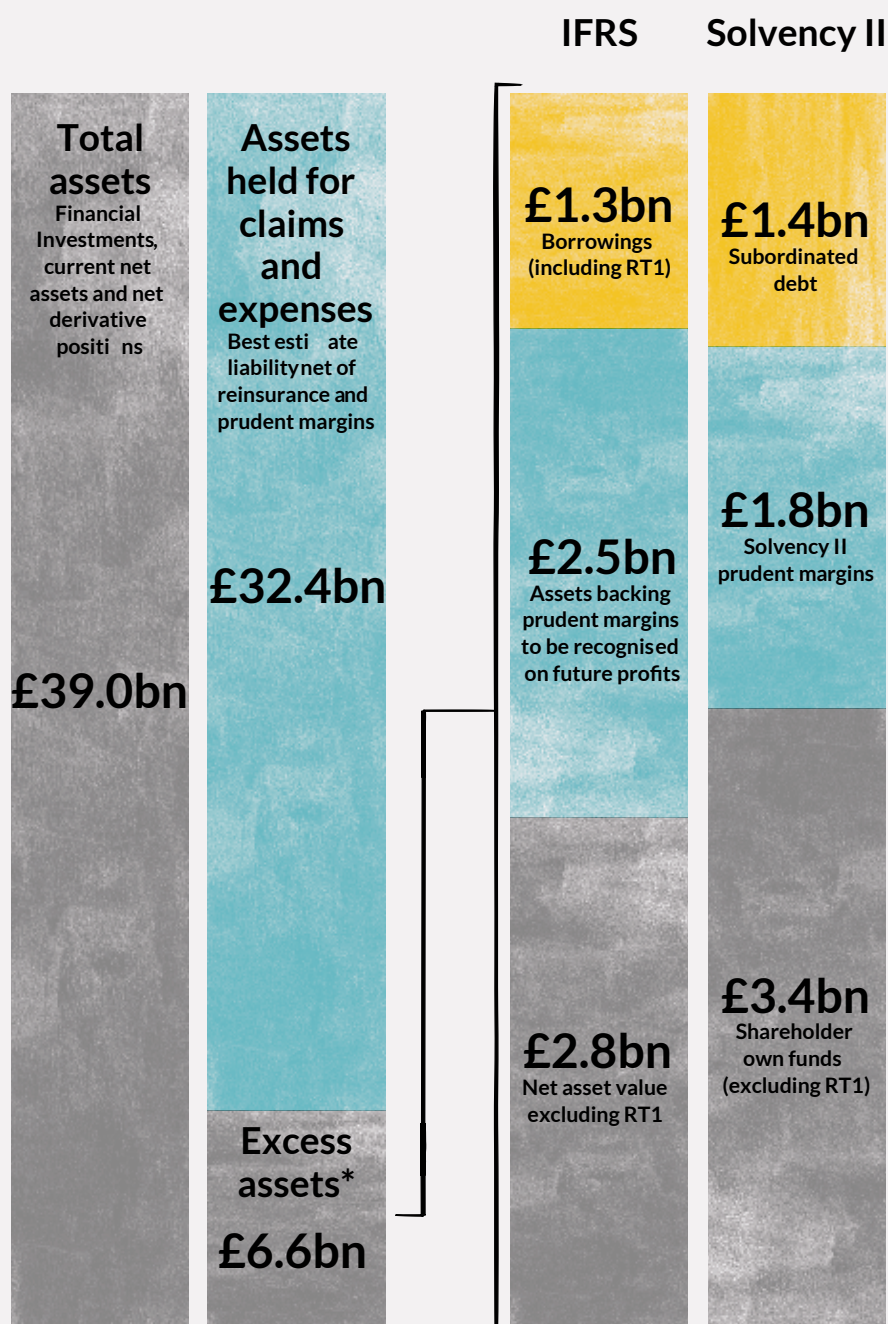 IFRS
Solvency II
Total
assets
Financial
Investments,
current net
assets and net
derivative
positi ns
£39.0bn
Assets
held for
claims
and
expenses
Best esti ate
liability net of
reinsurance and
prudent margins
£32.4bn
Excess
assets*
£6.6bn
£1.3bn
Borrowings
(including RT1)
£2.5bn
Assets backing
prudent margins
to be recognised
on future profits
£2.8bn
Net asset value
excluding RT1
£1.4bn
Subordinated
debt
£1.8bn
Solvency II
prudent margins
£3.4bn
Shareholder
own funds
(excluding RT1)